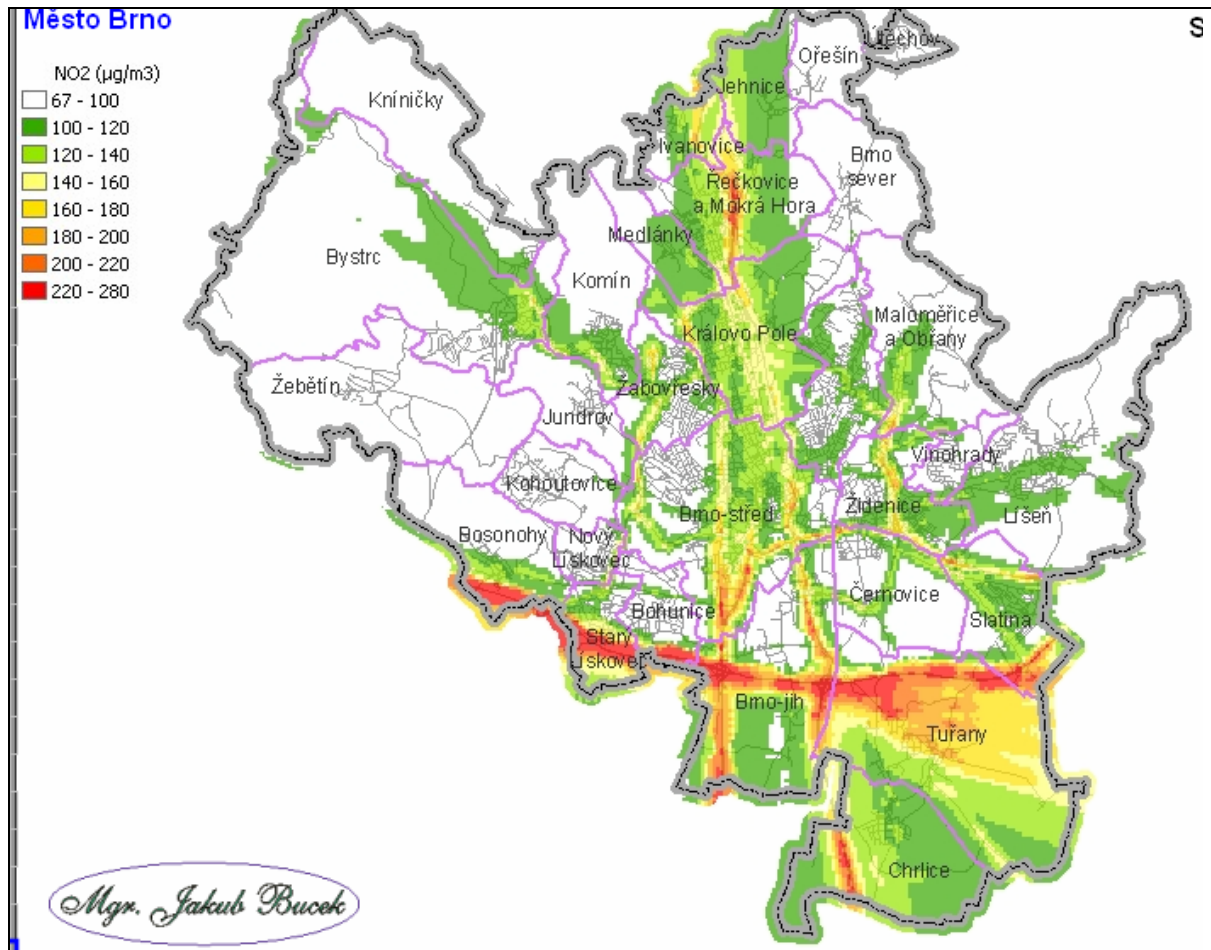 Město Brno
S
NO2 (µg/m3)
67 - 100
100 - 120
120 - 140
140 - 160
160 - 180
180 - 200
200 - 220
220 - 280
Útěchov
Ořešín
Kníničky
Jehnice
Ivanovice
Brno
sever
Řečkovice
a Mokrá Hora
Medlánky
Bystrc
Komín
Maloměřice
a Obřany
Královo Pole
Žebětín
Žabovřesky
Jundrov
Vinohrady
Kohoutovice
Židenice
Brno-střed
Líšeň
Bosonohy
Nový
Lískovec
Černovice
Bohunice
Slatina
Starý
Lískovec
Brno-jih
Tuřany
Chrlice
Mgr. Jakub Bucek